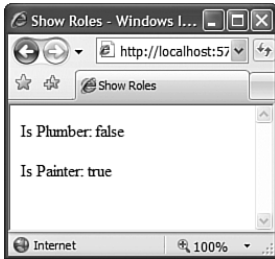 Show Roles - Windows I...
http://localhost:57
Show Roles
Is Plumber: false
Is Painter: true
Internet
100%